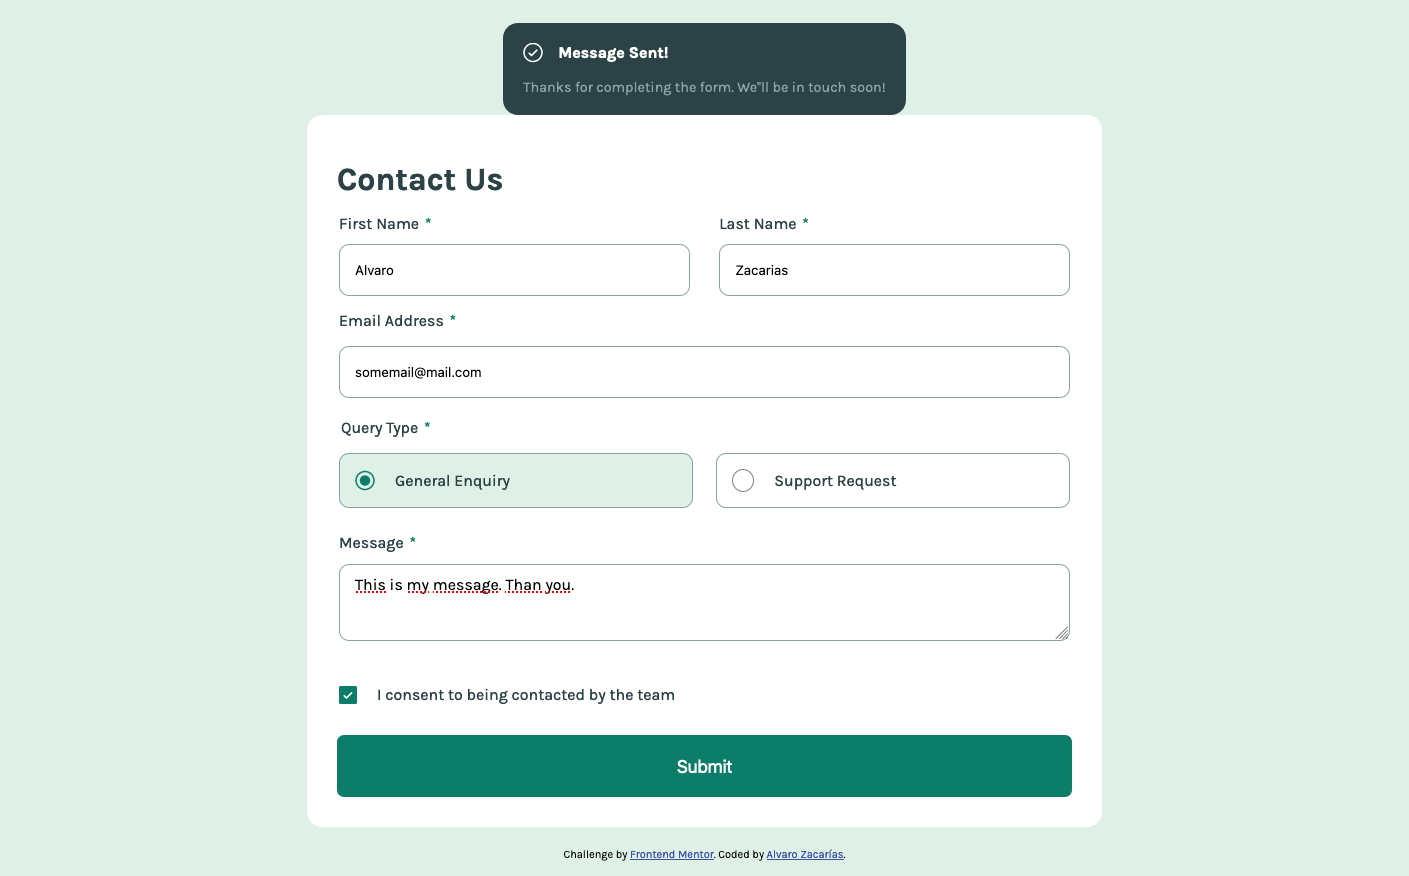 Message Sent!
Thanks for completing the form. We"ll be in touch soon!
Contact Us
First Name *
Last Name *
Alvaro
Zacarias
Email Address *
somemail@mail.com
Query Type *
General Enquiry
Support Request
Message *
This is my message. Than you.
I consent to being contacted by the team
Submit
Challenge by Frontend Mentor. Coded by Alvaro Zacarías.